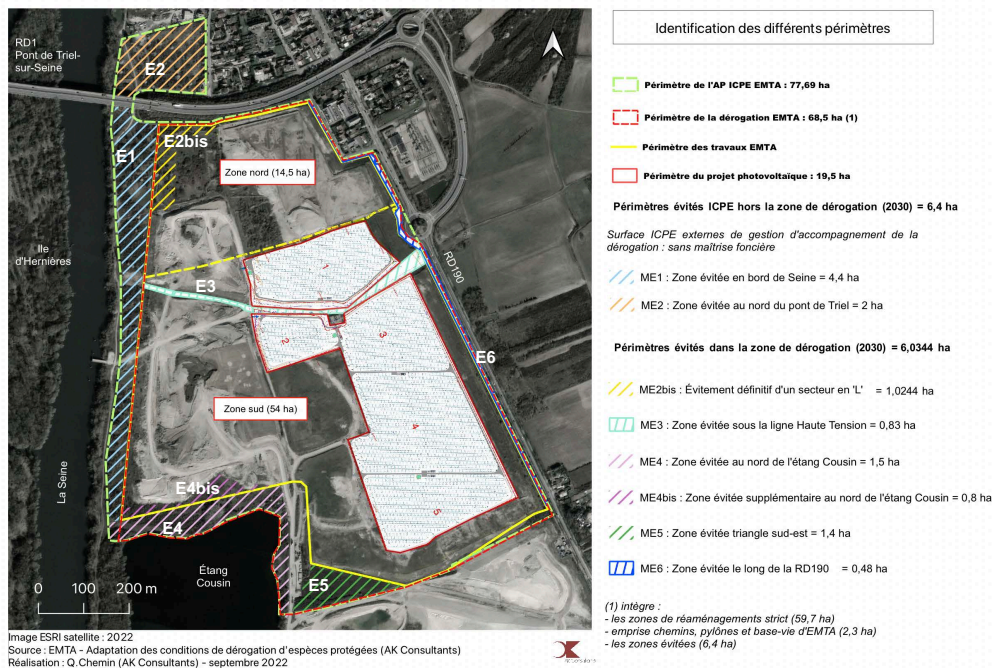 RD1
Pont de Triel-
sur-Seine
E2
E1
E2bis
Zone nord (14,5 ha)
Ile
d'Hernières
E3
RD190
1
2
3
E6
Zone sud (54 ha)
4
La Seine
E4bis
5
E4
Étang
Cousin
E5
0 100 200 m
Image ESRI satellite : 2022
Source : EMTA - Adaptation des conditions de dérogation d'espèces protégées (AK Consultants)
Réalisation : Q.Chemin (AK Consultants) - septembre 2022
AK Consultants
Identification des différents périmètres
Périmètre de l'AP ICPE EMTA : 77,69 ha
Périmètre de la dérogation EMTA : 68,5 ha (1)
Périmètre des travaux EMTA
Périmètre du projet photovoltaïque : 19,5 ha
Périmètres évités ICPE hors la zone de dérogation (2030) = 6,4 ha
Surface ICPE externes de gestion d'accompagnement de la
dérogation : sans maîtrise foncière
ME1 : Zone évitée en bord de Seine = 4,4 ha
ME2 : Zone évitée au nord du pont de Triel = 2 ha
Périmètres évités dans la zone de dérogation (2030) = 6,0344 ha
ME2bis : Évitement définitif d'un secteur en 'L' = 1,0244 ha
ME3 : Zone évitée sous la ligne Haute Tension = 0,83 ha
ME4 : Zone évitée au nord de l'étang Cousin = 1,5 ha
ME4bis : Zone évitée supplémentaire au nord de l'étang Cousin = 0,8 ha
ME5 : Zone évitée triangle sud-est = 1,4 ha
ME6 : Zone évitée le long de la RD190 = 0,48 ha
(1) intègre :
- les zones de réaménagements strict (59,7 ha)
- emprise chemins, pylônes et base-vie d'EMTA (2,3 ha)
- les zones évitées (6,4 ha)